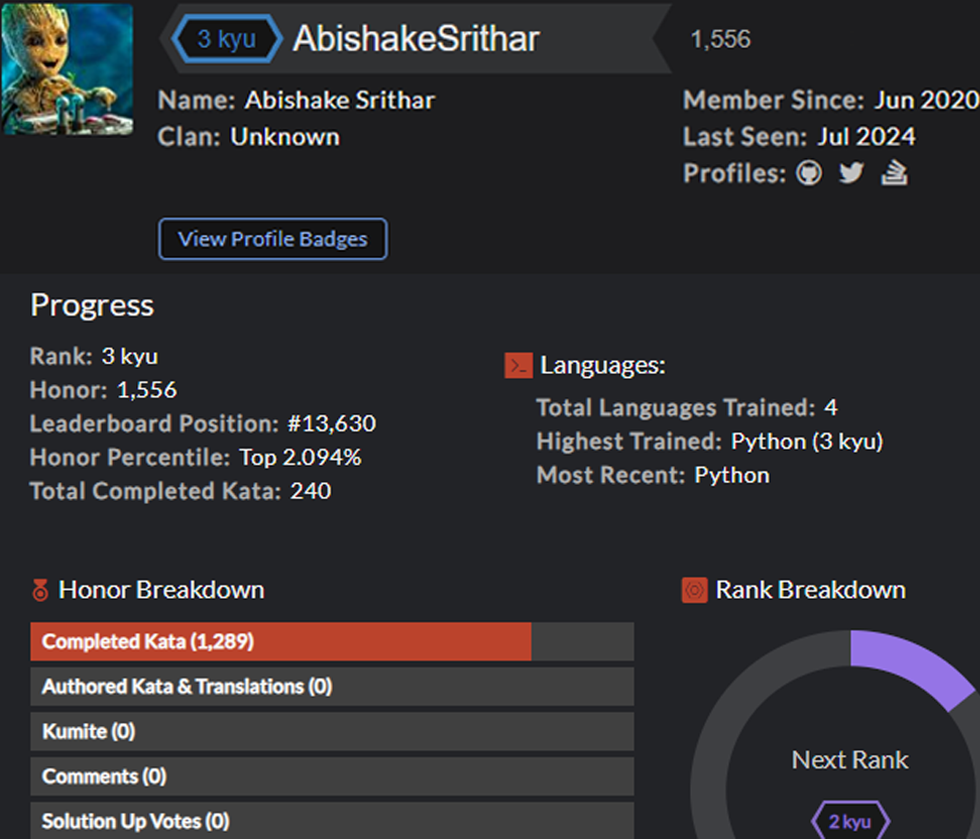 3 kyu AbishakeSrithar 1,556
Name: Abishake Srithar
Clan: Unknown
Member Since: Jun 2020
Last Seen: Jul 2024
Profiles:
View Profile Badges
Progress
Rank: 3 kyu
Honor: 1,556
Leaderboard Position: #13,630
Honor Percentile: Top 2.094%
Total Completed Kata: 240
>_ Languages:
Total Languages Trained: 4
Highest Trained: Python (3 kyu)
Most Recent: Python
Honor Breakdown
Completed Kata (1,289)
Authored Kata & Translations (0)
Kumite (0)
Comments (0)
Solution Up Votes (0)
Rank Breakdown
Next Rank
2 kyu